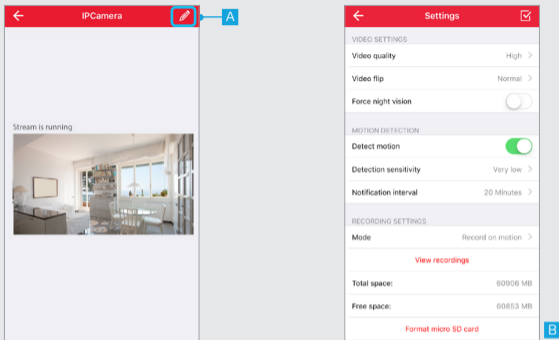 IPCamera
A
Stream is running
Settings
VIDEO SETTINGS
Video quality High
Video flip Normal
Force night vision
MOTION DETECTION
Detect motion
Detection sensitivity Very low
Notification interval 20 Minutes
RECORDING SETTINGS
Mode Record on motion
View recordings
Total space: 60906 MB
Free space: 60853 MB
Format micro SD card
B